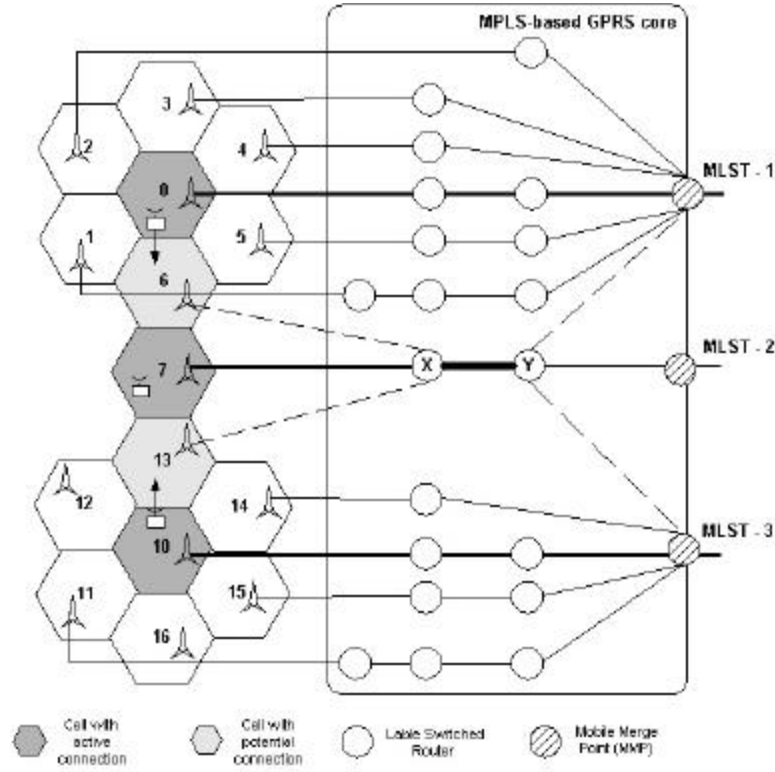 MPLS-based GPRS core
3
2
4
MLST - 1
0
1
5
6
MLST - 2
7
X
Y
13
12
14
MLST - 3
10
11
15
16
Cell with
active
connection
Cell with
potential
connection
Lable Switched
Router
Mobile Merge
Point (MMP)